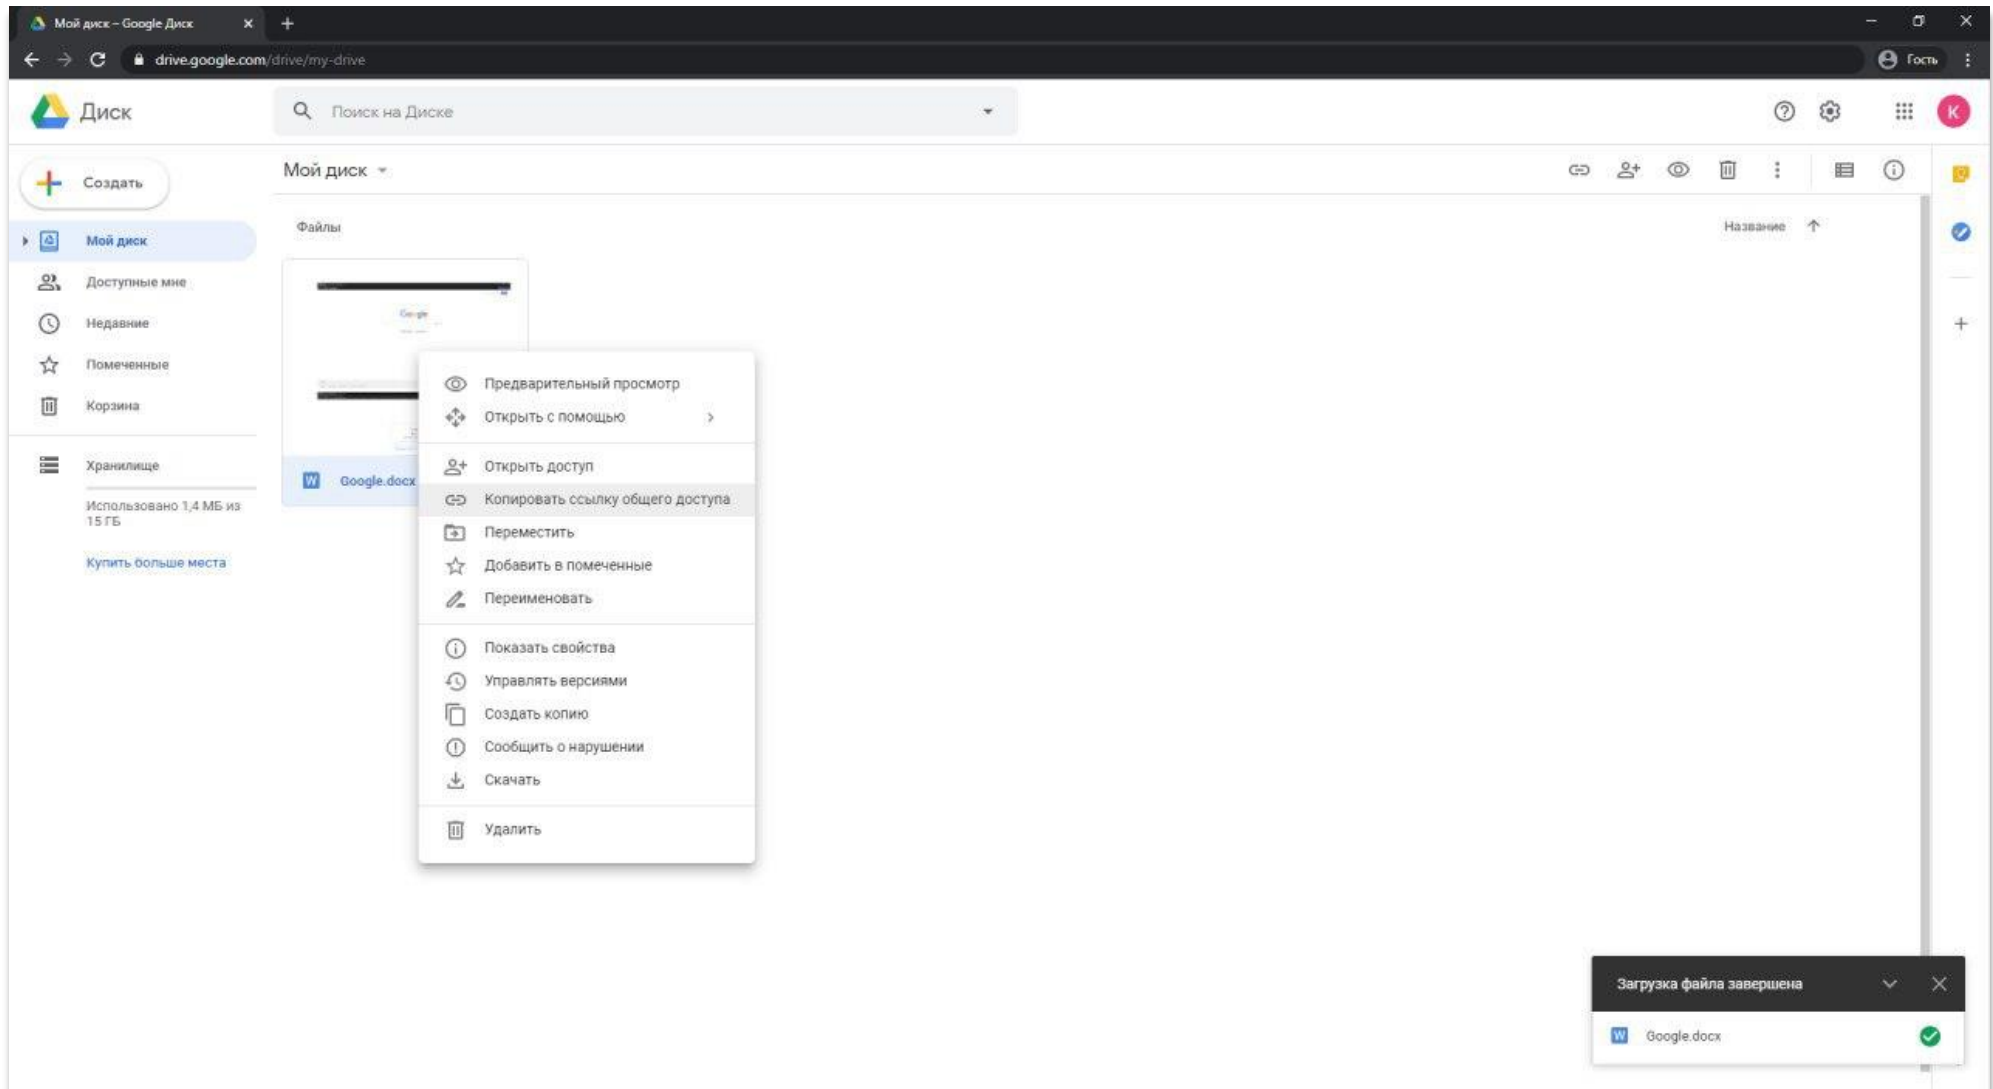 Мой диск – Google Диск
drive.google.com/drive/my-drive
Гость
Диск
Поиск на Диске
K
Создать
Мой диск
Доступные мне
Недавние
Помеченные
Корзина
Хранилище
Использовано 1,4 МБ из
15 ГБ
Купить больше места
Мой диск
Файлы
Название
Google
W
Google.docx
Предварительный просмотр
Открыть с помощью
Открыть доступ
Копировать ссылку общего доступа
Переместить
Добавить в помеченные
Переименовать
Показать свойства
Управлять версиями
Создать копию
Сообщить о нарушении
Скачать
Удалить
Загрузка файла завершена
W
Google.docx